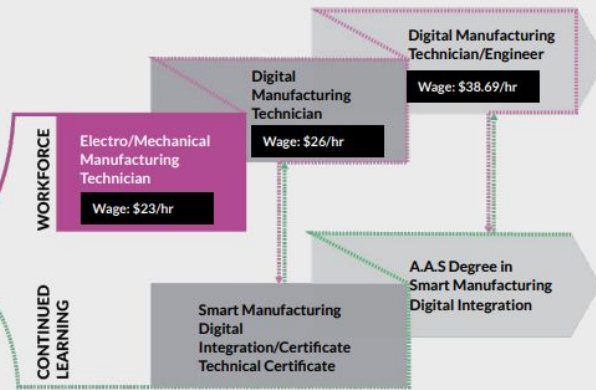 Digital Manufacturing
Technician/Engineer
Wage: $38.69/hr
Digital
Manufacturing
Technician
Wage: $26/hr
WORKFORCE
Electro/Mechanical
Manufacturing
Technician
Wage: $23/hr
A.A.S Degree in
Smart Manufacturing
Digital Integration
CONTINUED
LEARNING
Smart Manufacturing
Digital
Integration/Certificate
Technical Certificate